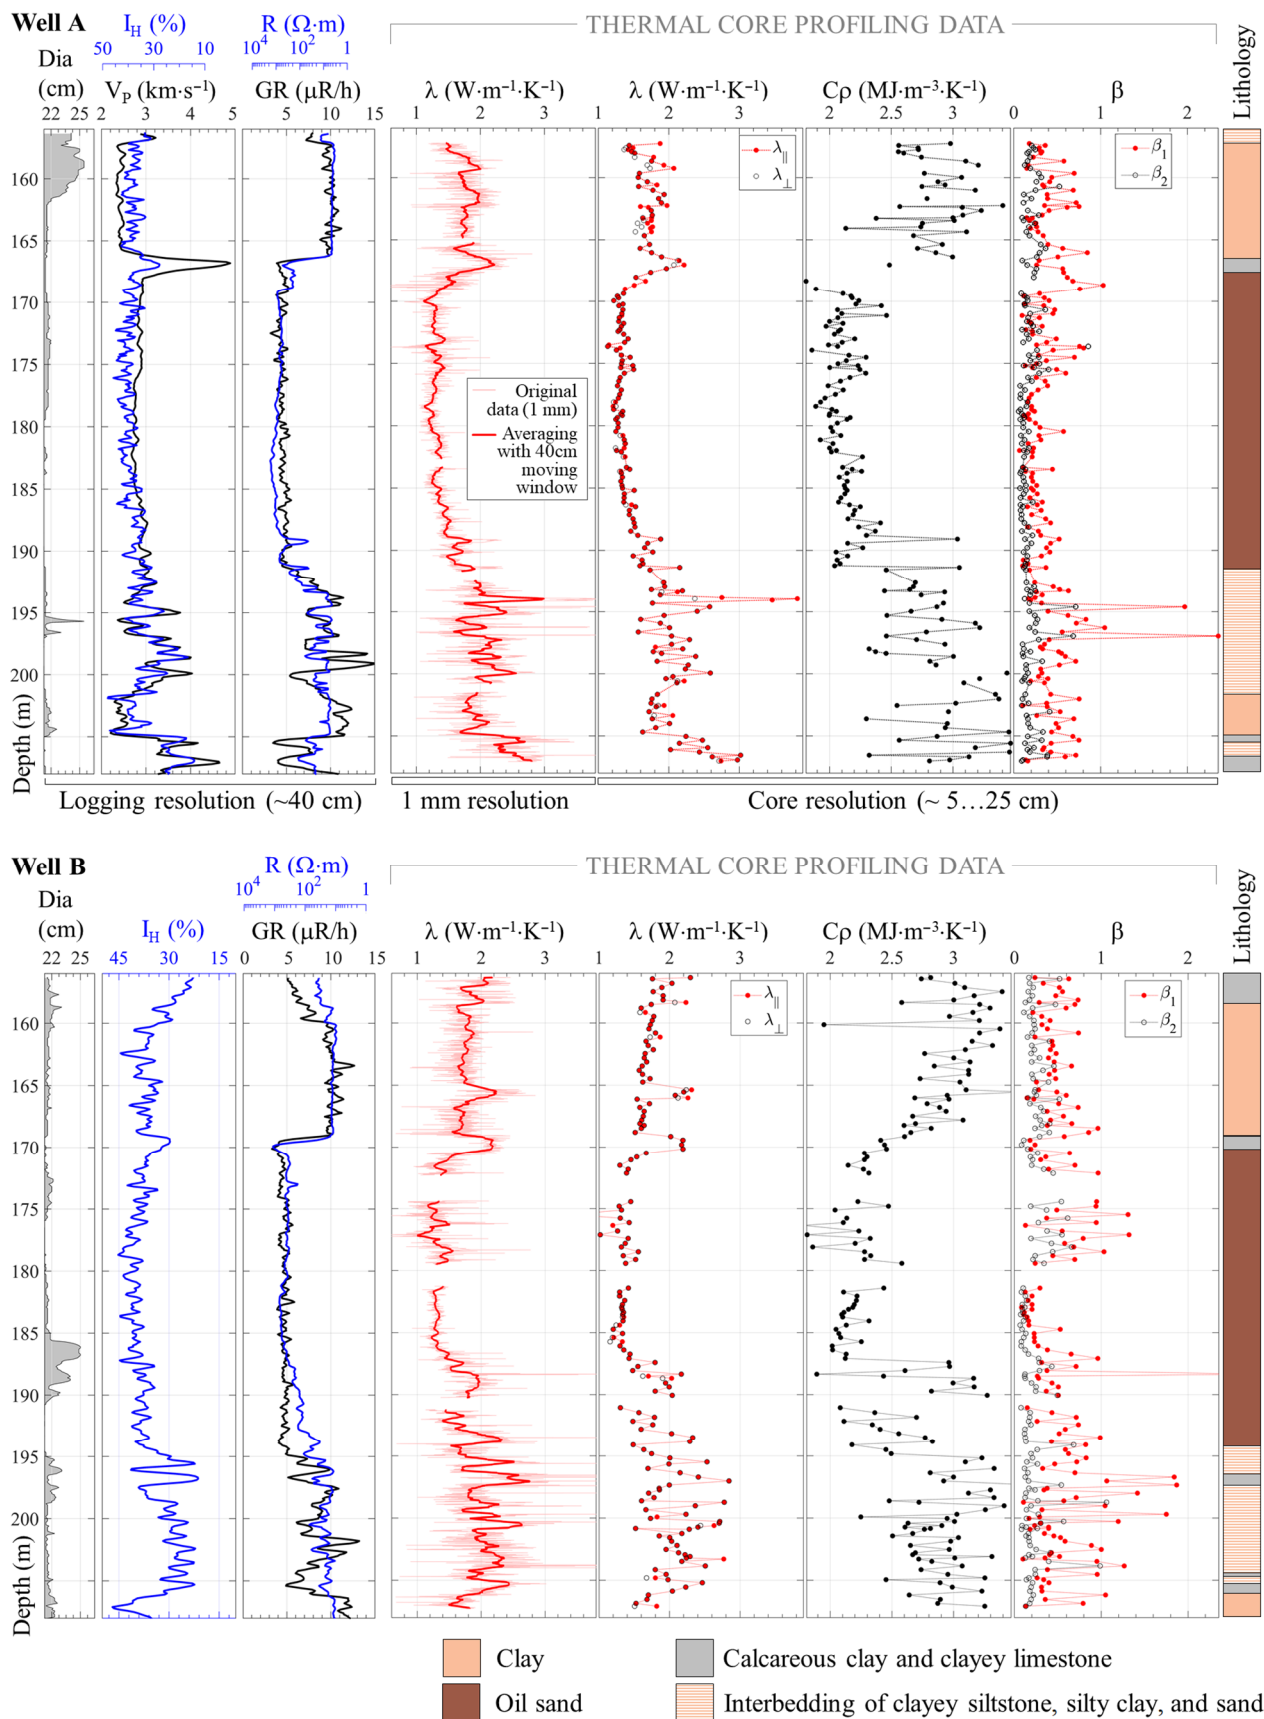 Well A
I_H (%)
R (Ω·m)
THERMAL CORE PROFILING DATA
Lithology
50 30 10
10⁴ 10² 1
Dia
(cm)
V_P (km·s⁻¹)
GR (μR/h)
λ (W·m⁻¹·K⁻¹)
λ (W·m⁻¹·K⁻¹)
Cρ (MJ·m⁻³·K⁻¹)
β
22 25
2 3 4 5
5 10 15
1 2 3
1 2 3
2 3
0 1 2
λ∥
λ⊥
β₁
β₂
160
165
170
175
180
185
190
195
200
Depth (m)
Original
data (1 mm)
Averaging
with 40cm
moving
window
Logging resolution (~40 cm)
1 mm resolution
Core resolution (~ 5…25 cm)
Well B
R (Ω·m)
THERMAL CORE PROFILING DATA
Lithology
10⁴ 10² 1
Dia
(cm)
I_H (%)
GR (μR/h)
λ (W·m⁻¹·K⁻¹)
λ (W·m⁻¹·K⁻¹)
Cρ (MJ·m⁻³·K⁻¹)
β
22 25
45 30 15
0 5 10 15
1 2 3
1 2 3
2 3
0 1 2
λ∥
λ⊥
β₁
β₂
160
165
170
175
180
185
190
195
200
Depth (m)
Clay
Calcareous clay and clayey limestone
Oil sand
Interbedding of clayey siltstone, silty clay, and sand